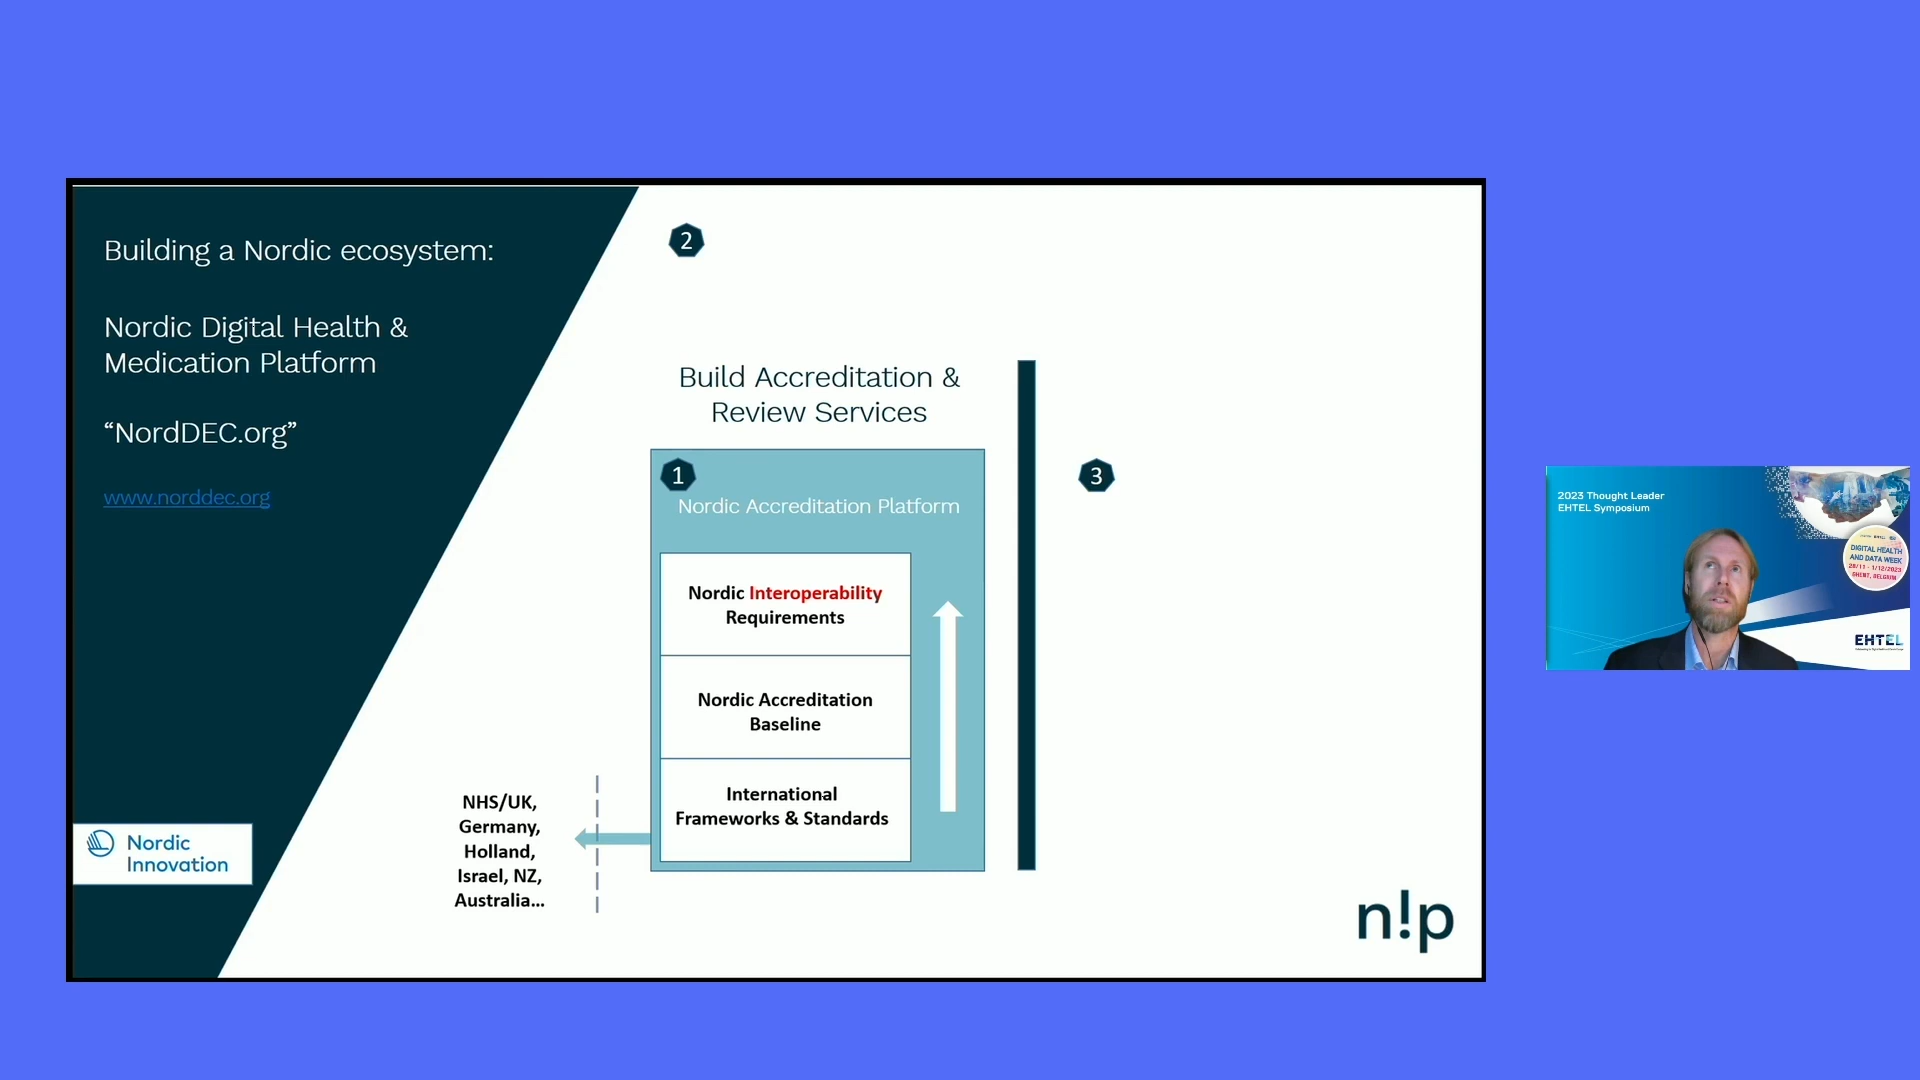 Building a Nordic ecosystem:
Nordic Digital Health &
Medication Platform
“NordDEC.org”
www.norddec.org
Nordic
Innovation
2
Build Accreditation &
Review Services
1
Nordic Accreditation Platform
Nordic Interoperability
Requirements
Nordic Accreditation
Baseline
International
Frameworks & Standards
NHS/UK,
Germany,
Holland,
Israel, NZ,
Australia...
3
n!p
2023 Thought Leader
EHTEL Symposium
DIGITAL HEALTH
AND DATA WEEK
28/11 - 1/12/2023
GHENT, BELGIUM
EHTEL